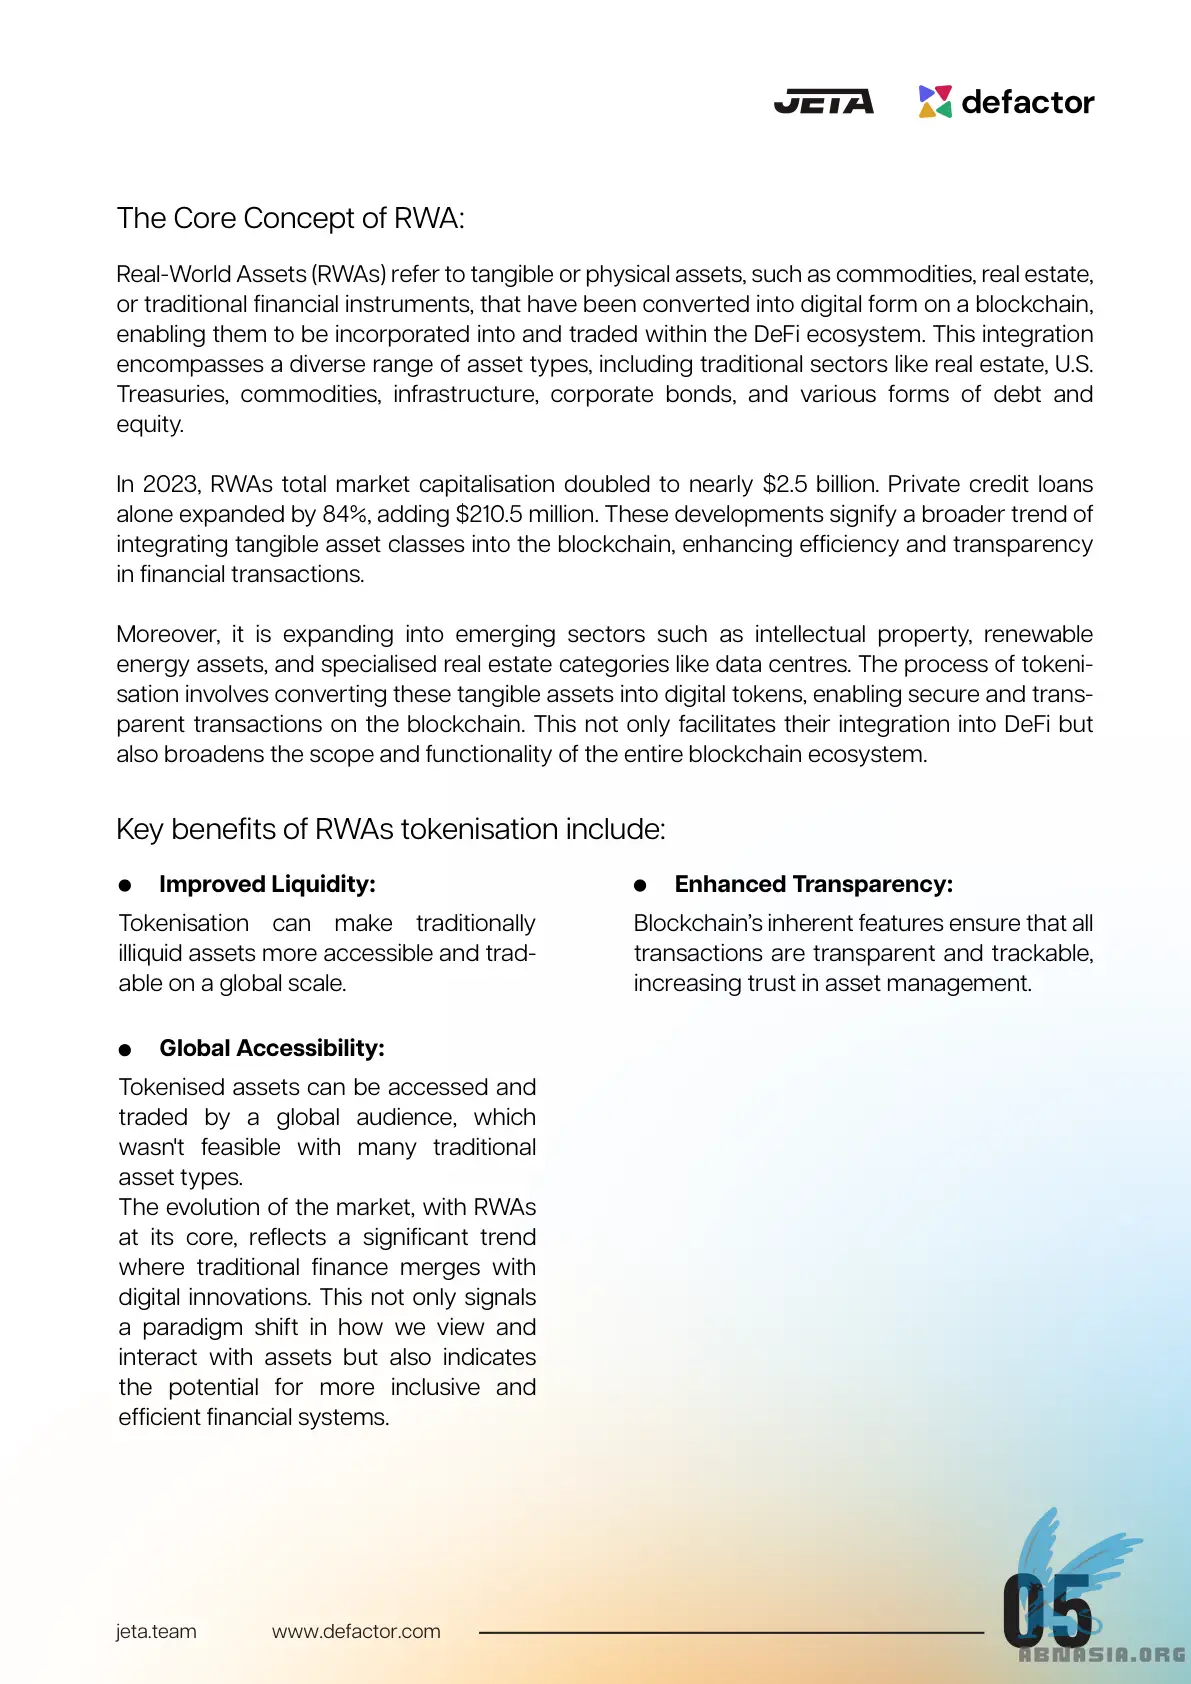 JETA defactor
The Core Concept of RWA:
Real-World Assets (RWAs) refer to tangible or physical assets, such as commodities, real estate,
or traditional financial instruments, that have been converted into digital form on a blockchain,
enabling them to be incorporated into and traded within the DeFi ecosystem. This integration
encompasses a diverse range of asset types, including traditional sectors like real estate, U.S.
Treasuries, commodities, infrastructure, corporate bonds, and various forms of debt and
equity.
In 2023, RWAs total market capitalisation doubled to nearly $2.5 billion. Private credit loans
alone expanded by 84%, adding $210.5 million. These developments signify a broader trend of
integrating tangible asset classes into the blockchain, enhancing efficiency and transparency
in financial transactions.
Moreover, it is expanding into emerging sectors such as intellectual property, renewable
energy assets, and specialised real estate categories like data centres. The process of tokeni-
sation involves converting these tangible assets into digital tokens, enabling secure and trans-
parent transactions on the blockchain. This not only facilitates their integration into DeFi but
also broadens the scope and functionality of the entire blockchain ecosystem.
Key benefits of RWAs tokenisation include:
● Improved Liquidity:
Tokenisation can make traditionally
illiquid assets more accessible and trad-
able on a global scale.
● Global Accessibility:
Tokenised assets can be accessed and
traded by a global audience, which
wasn't feasible with many traditional
asset types.
The evolution of the market, with RWAs
at its core, reflects a significant trend
where traditional finance merges with
digital innovations. This not only signals
a paradigm shift in how we view and
interact with assets but also indicates
the potential for more inclusive and
efficient financial systems.
● Enhanced Transparency:
Blockchain’s inherent features ensure that all
transactions are transparent and trackable,
increasing trust in asset management.
jeta.team www.defactor.com 05
ABNASIA.ORG